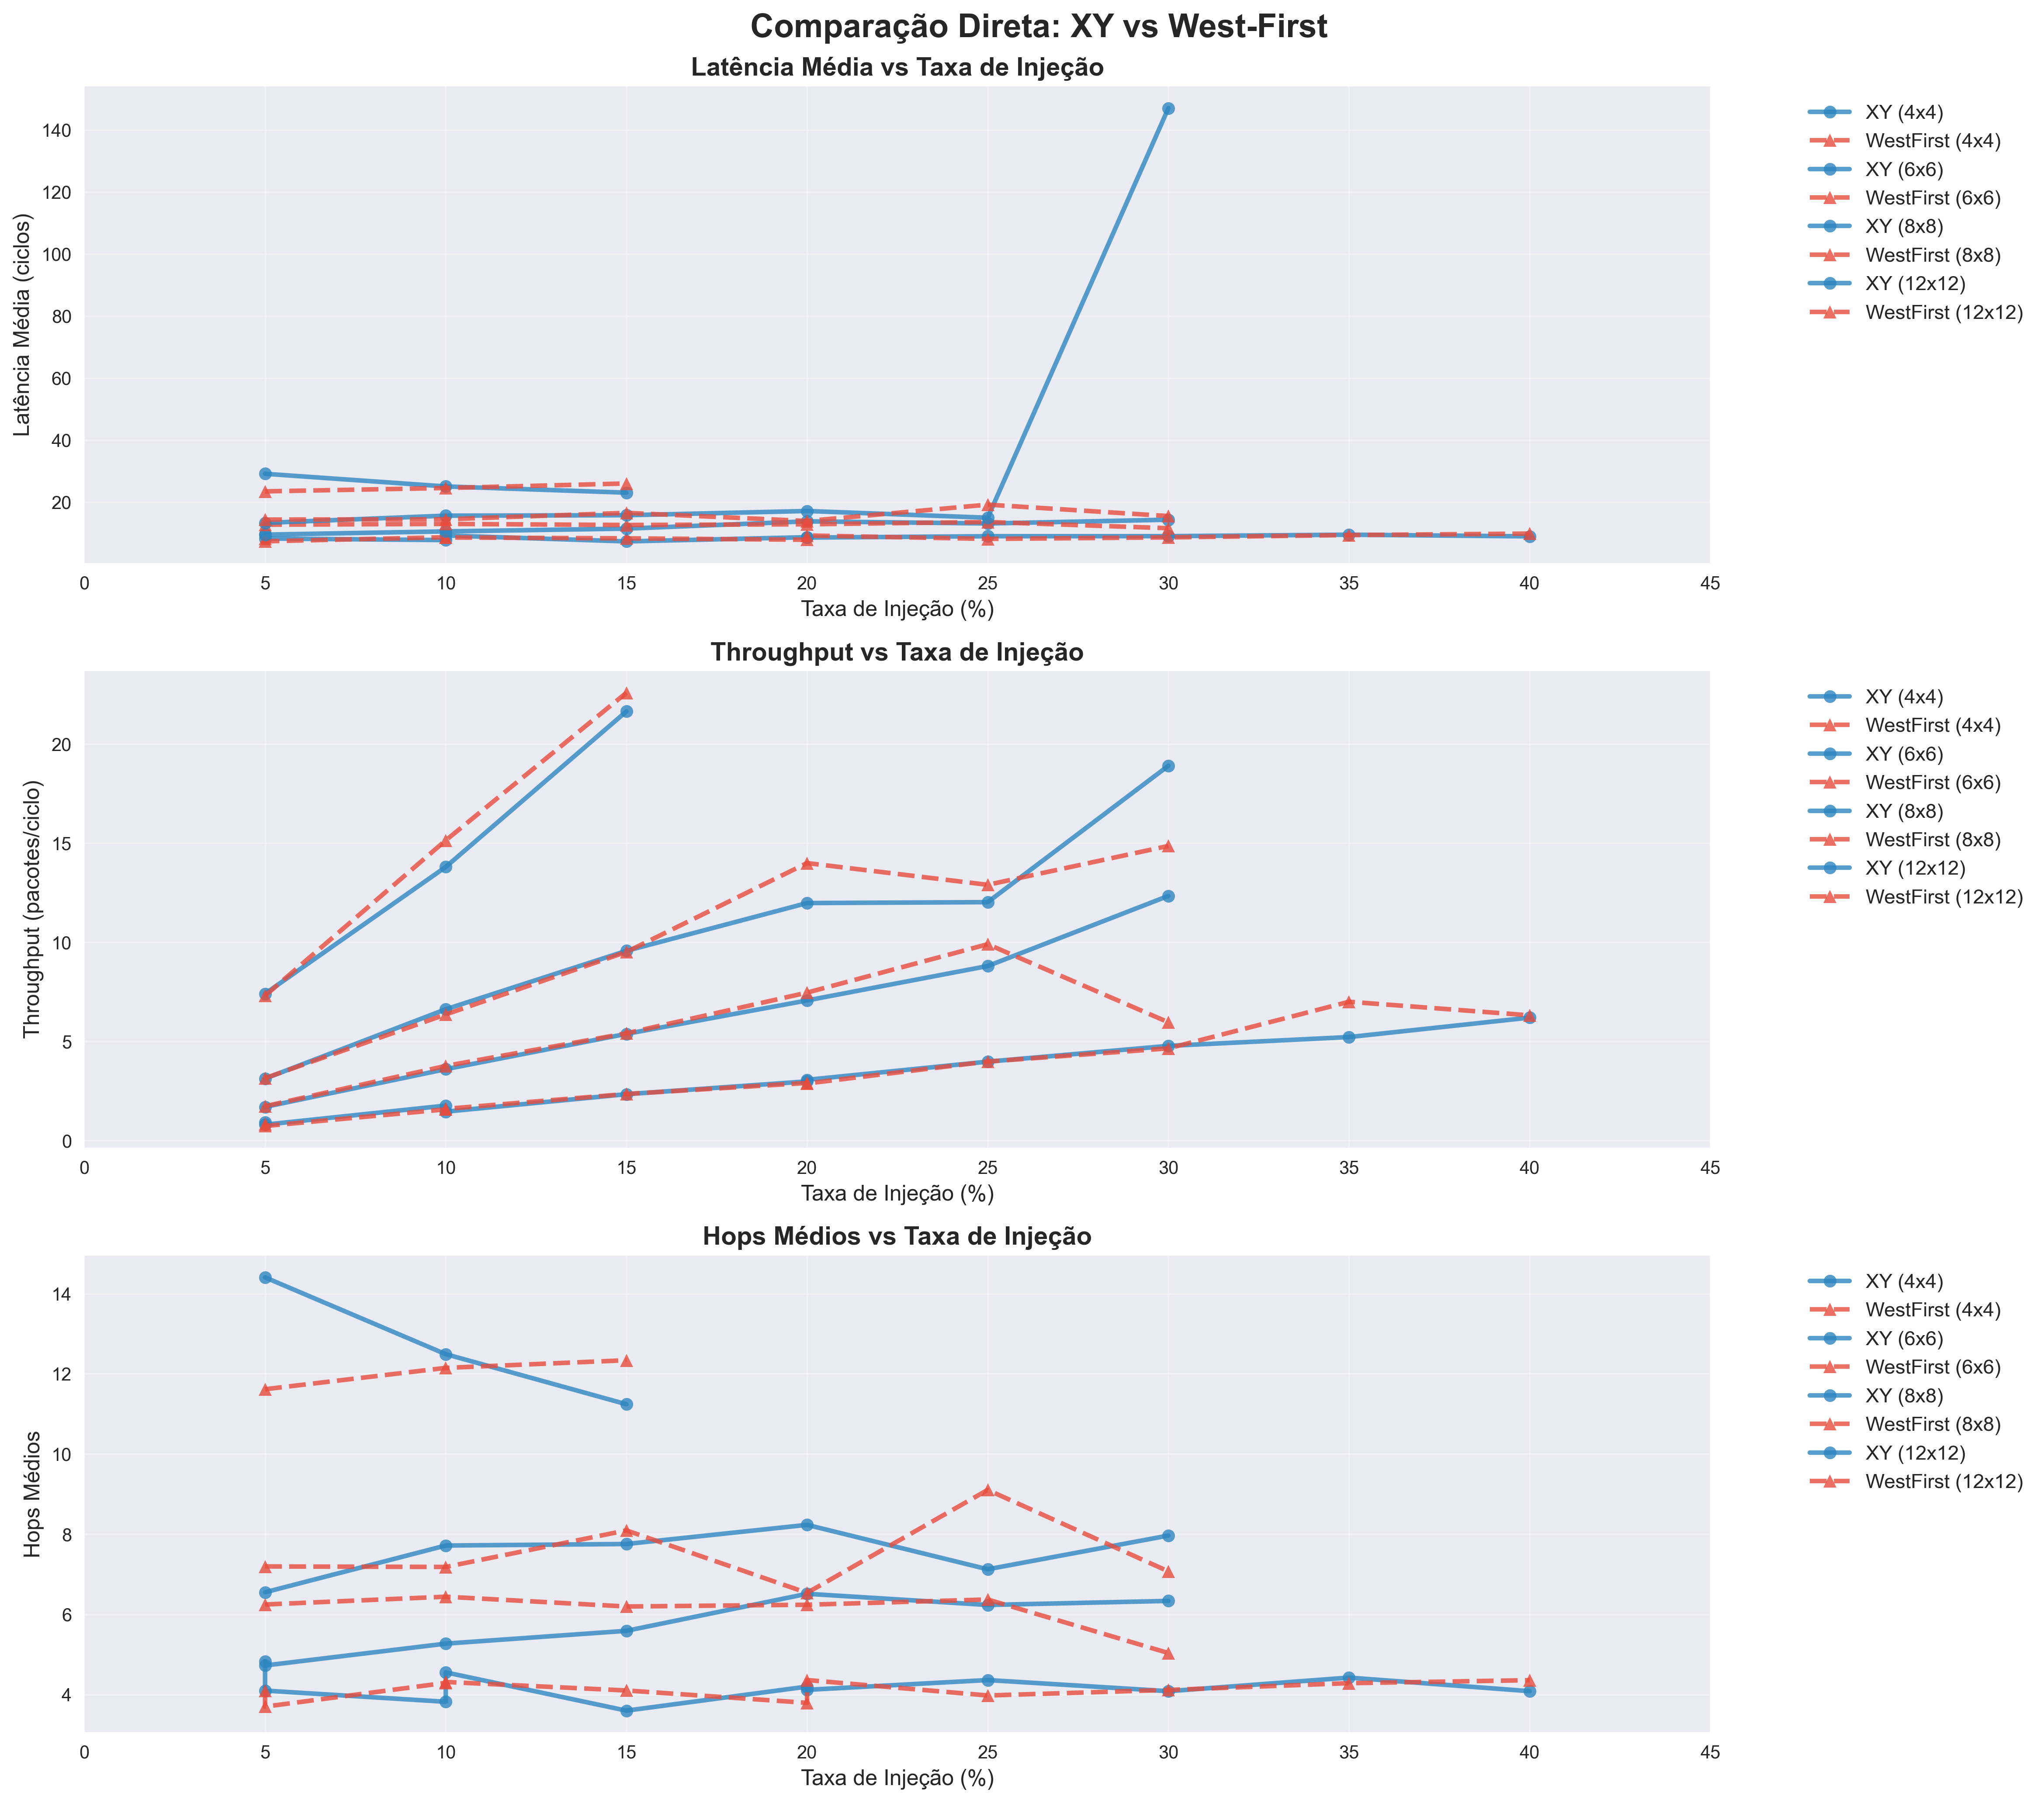 Comparação Direta: XY vs West-First
Latência Média vs Taxa de Injeção
Latência Média (ciclos)
140
120
100
80
60
40
20
0
5
10
15
20
25
30
35
40
45
Taxa de Injeção (%)
XY (4x4)
WestFirst (4x4)
XY (6x6)
WestFirst (6x6)
XY (8x8)
WestFirst (8x8)
XY (12x12)
WestFirst (12x12)
Throughput vs Taxa de Injeção
Throughput (pacotes/ciclo)
20
15
10
5
0
0
5
10
15
20
25
30
35
40
45
Taxa de Injeção (%)
XY (4x4)
WestFirst (4x4)
XY (6x6)
WestFirst (6x6)
XY (8x8)
WestFirst (8x8)
XY (12x12)
WestFirst (12x12)
Hops Médios vs Taxa de Injeção
Hops Médios
14
12
10
8
6
4
0
5
10
15
20
25
30
35
40
45
Taxa de Injeção (%)
XY (4x4)
WestFirst (4x4)
XY (6x6)
WestFirst (6x6)
XY (8x8)
WestFirst (8x8)
XY (12x12)
WestFirst (12x12)